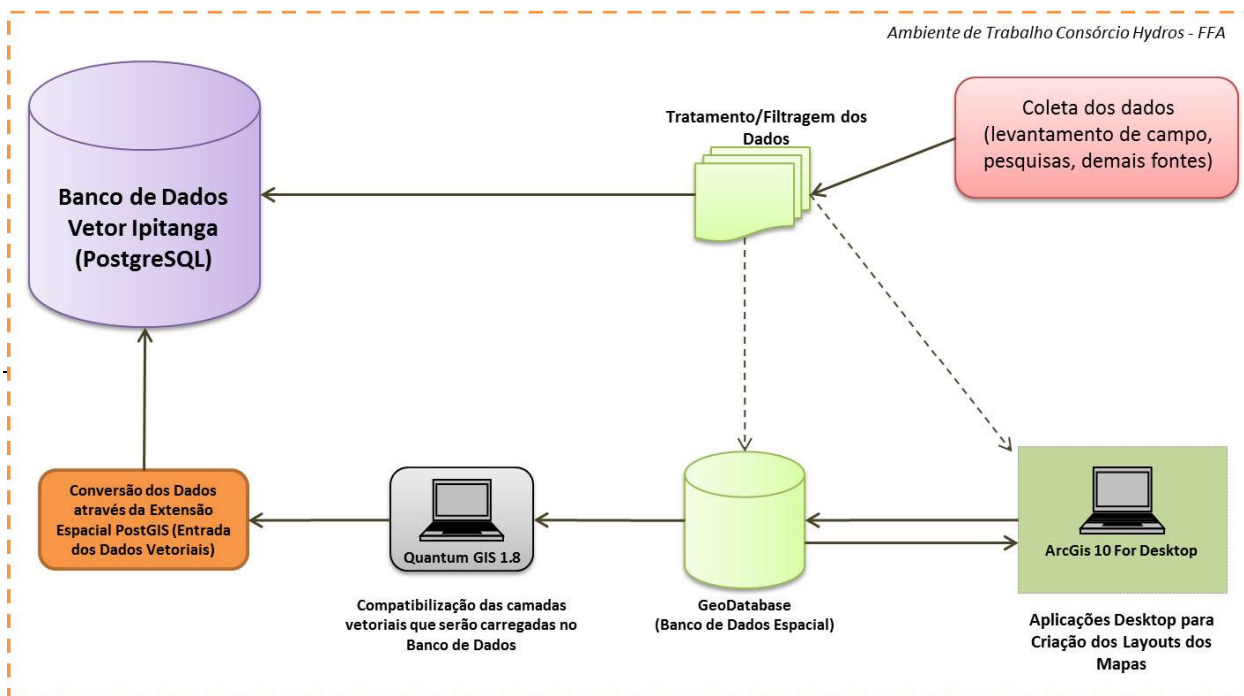 Ambiente de Trabalho Consórcio Hydros - FFA
Banco de Dados
Vetor Ipitanga
(PostgreSQL)
Tratamento/Filtragem dos
Dados
Coleta dos dados
(levantamento de campo,
pesquisas, demais fontes)
Conversão dos Dados
através da Extensão
Espacial PostGIS (Entrada
dos Dados Vetoriais)
Quantum GIS 1.8
Compatibilização das camadas
vetoriais que serão carregadas no
Banco de Dados
GeoDatabase
(Banco de Dados Espacial)
ArcGis 10 For Desktop
Aplicações Desktop para
Criação dos Layouts dos
Mapas